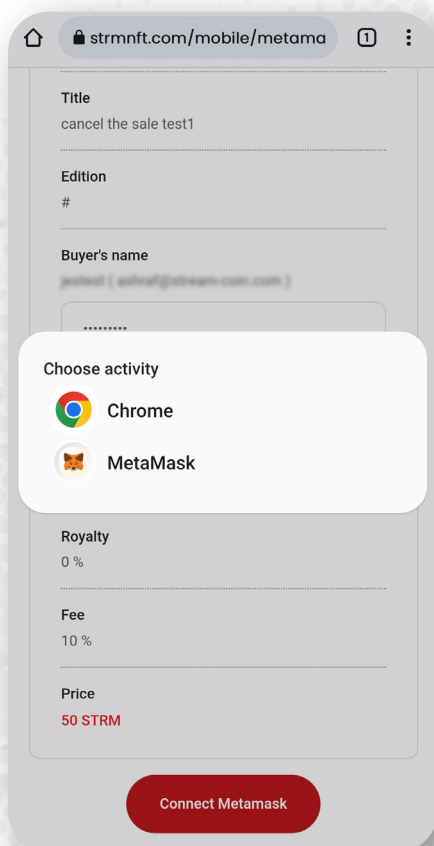 strmnft.com/mobile/metama
1
Title
cancel the sale test1
Edition
#
Buyer's name
Choose activity
Chrome
MetaMask
Royalty
0 %
Fee
10 %
Price
50 STRM
Connect Metamask